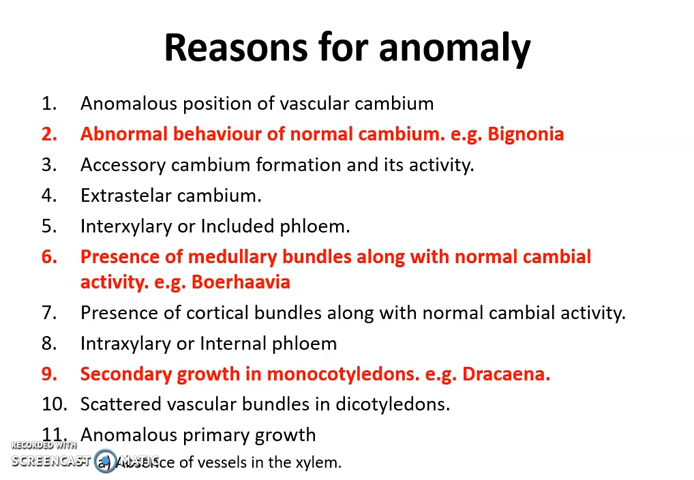 Reasons for anomaly
1. Anomalous position of vascular cambium
2. Abnormal behaviour of normal cambium. e.g. Bignonia
3. Accessory cambium formation and its activity.
4. Extrastelar cambium.
5. Interxylary or Included phloem.
6. Presence of medullary bundles along with normal cambial
activity. e.g. Boerhaavia
7. Presence of cortical bundles along with normal cambial activity.
8. Intraxylary or Internal phloem
9. Secondary growth in monocotyledons. e.g. Dracaena.
10. Scattered vascular bundles in dicotyledons.
11. Anomalous primary growth
RECORDED WITH
SCREENCAST MATIC
a) Absence of vessels in the xylem.